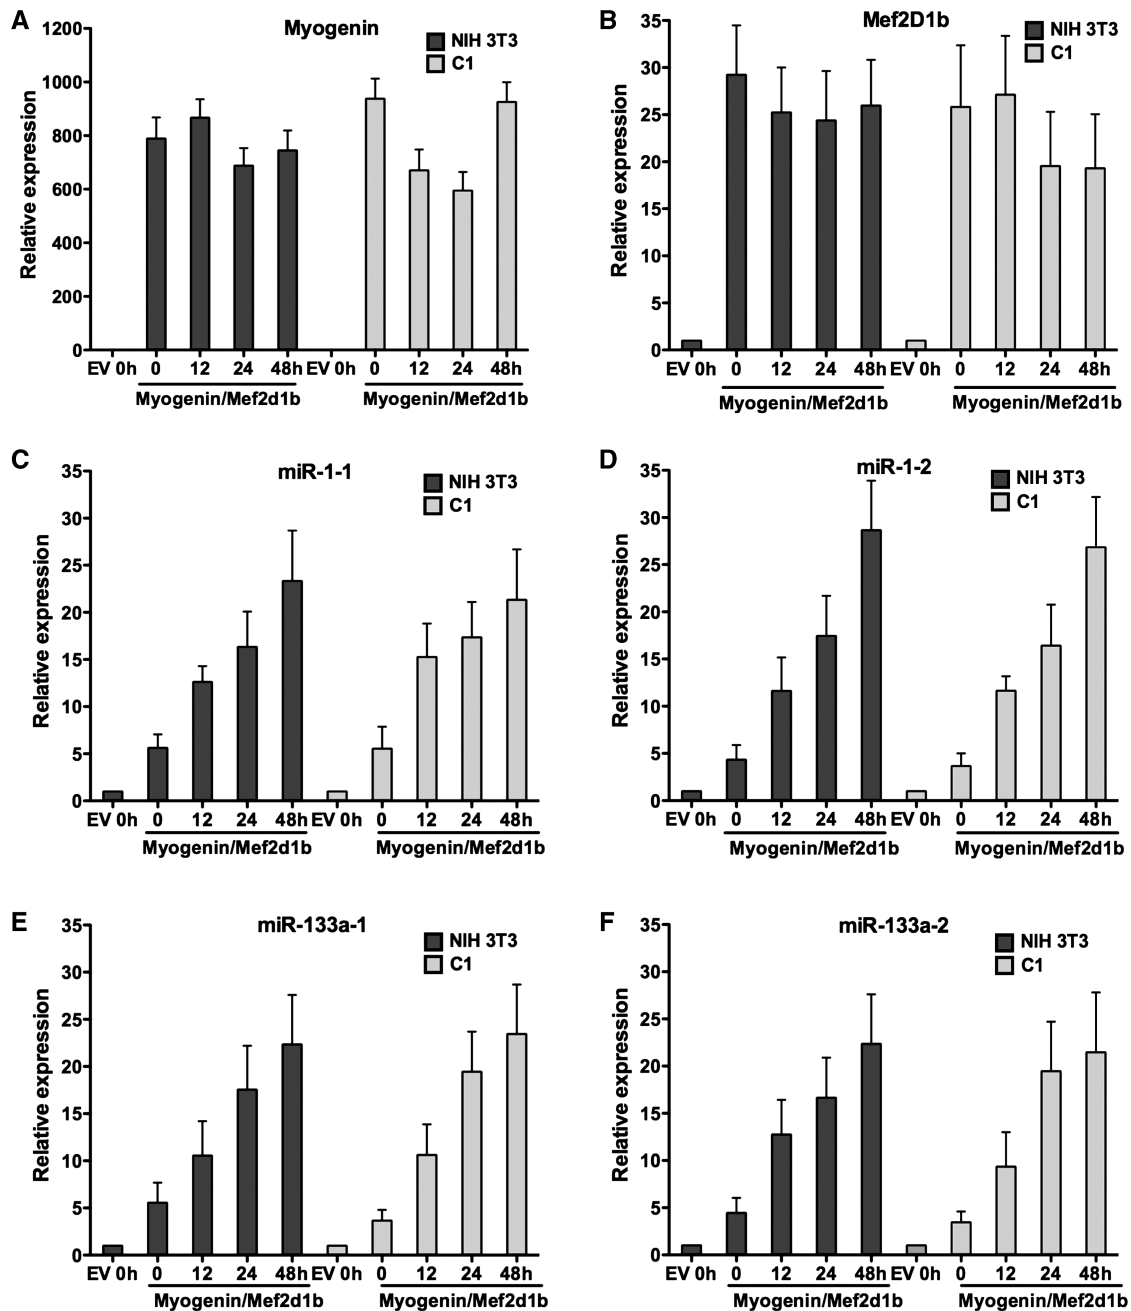 A
Myogenin
NIH 3T3
C1
Relative expression
1200
1000
800
600
400
200
0
EV 0h 0 12 24 48h EV 0h 0 12 24 48h
Myogenin/Mef2d1b Myogenin/Mef2d1b
B
Mef2D1b
NIH 3T3
C1
Relative expression
35
30
25
20
15
10
5
0
EV 0h 0 12 24 48h EV 0h 0 12 24 48h
Myogenin/Mef2d1b Myogenin/Mef2d1b
C
miR-1-1
NIH 3T3
C1
Relative expression
35
30
25
20
15
10
5
0
EV 0h 0 12 24 48h EV 0h 0 12 24 48h
Myogenin/Mef2d1b Myogenin/Mef2d1b
D
miR-1-2
NIH 3T3
C1
Relative expression
35
30
25
20
15
10
5
0
EV 0h 0 12 24 48h EV 0h 0 12 24 48h
Myogenin/Mef2d1b Myogenin/Mef2d1b
E
miR-133a-1
NIH 3T3
C1
Relative expression
35
30
25
20
15
10
5
0
EV 0h 0 12 24 48h EV 0h 0 12 24 48h
Myogenin/Mef2d1b Myogenin/Mef2d1b
F
miR-133a-2
NIH 3T3
C1
Relative expression
35
30
25
20
15
10
5
0
EV 0h 0 12 24 48h EV 0h 0 12 24 48h
Myogenin/Mef2d1b Myogenin/Mef2d1b